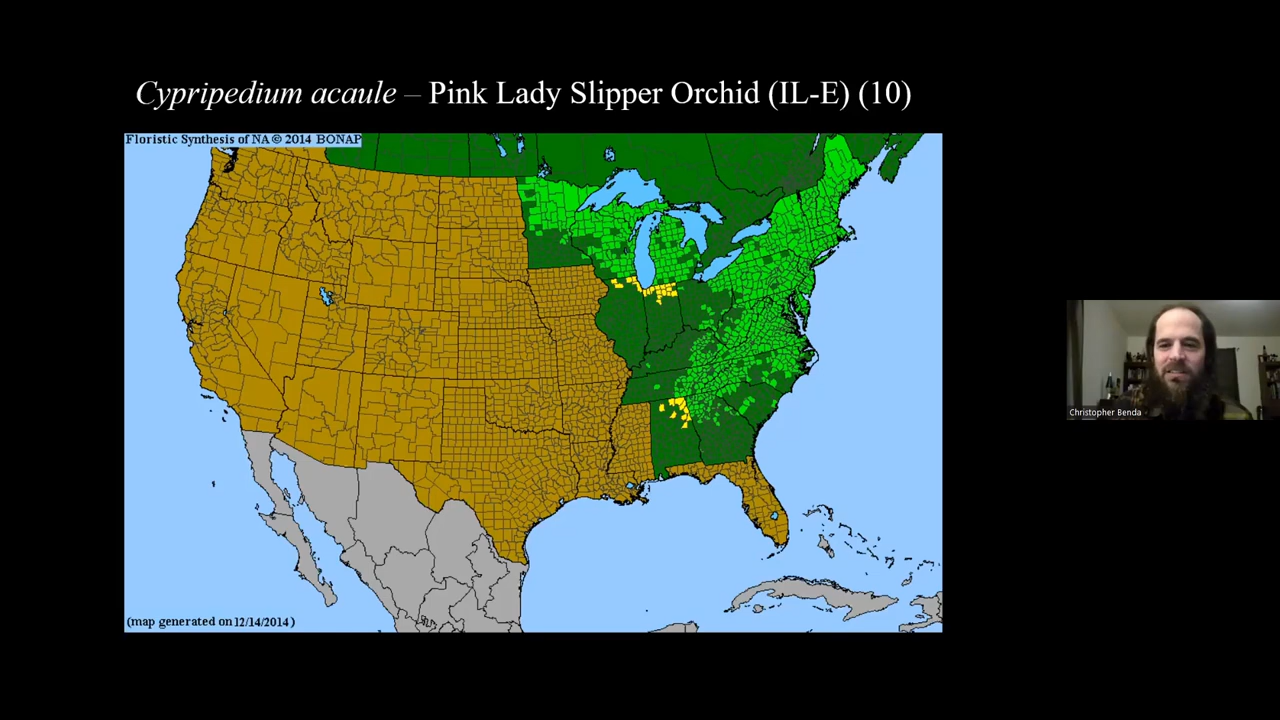 Cypripedium acaule – Pink Lady Slipper Orchid (IL-E) (10)
Floristic Synthesis of NA © 2014 BONAP
Christopher Benda
(map generated on 12/14/2014)